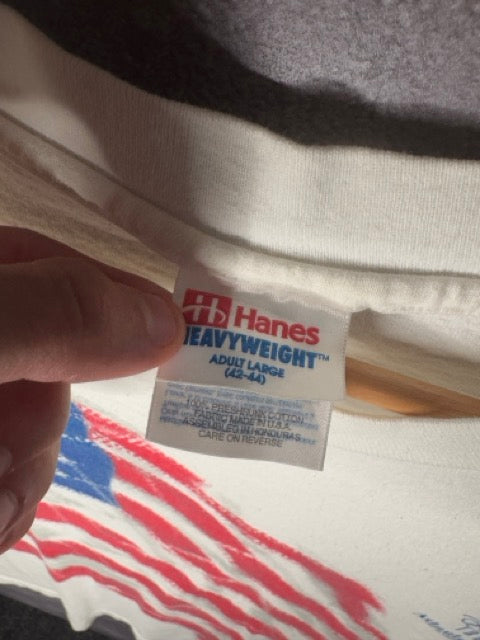 Hanes
HEAVYWEIGHT™
ADULT LARGE
(42-44)
100% PRESHRUNK COTTON
FABRIC MADE IN U.S.A.
ASSEMBLED IN HONDURAS
CARE ON REVERSE